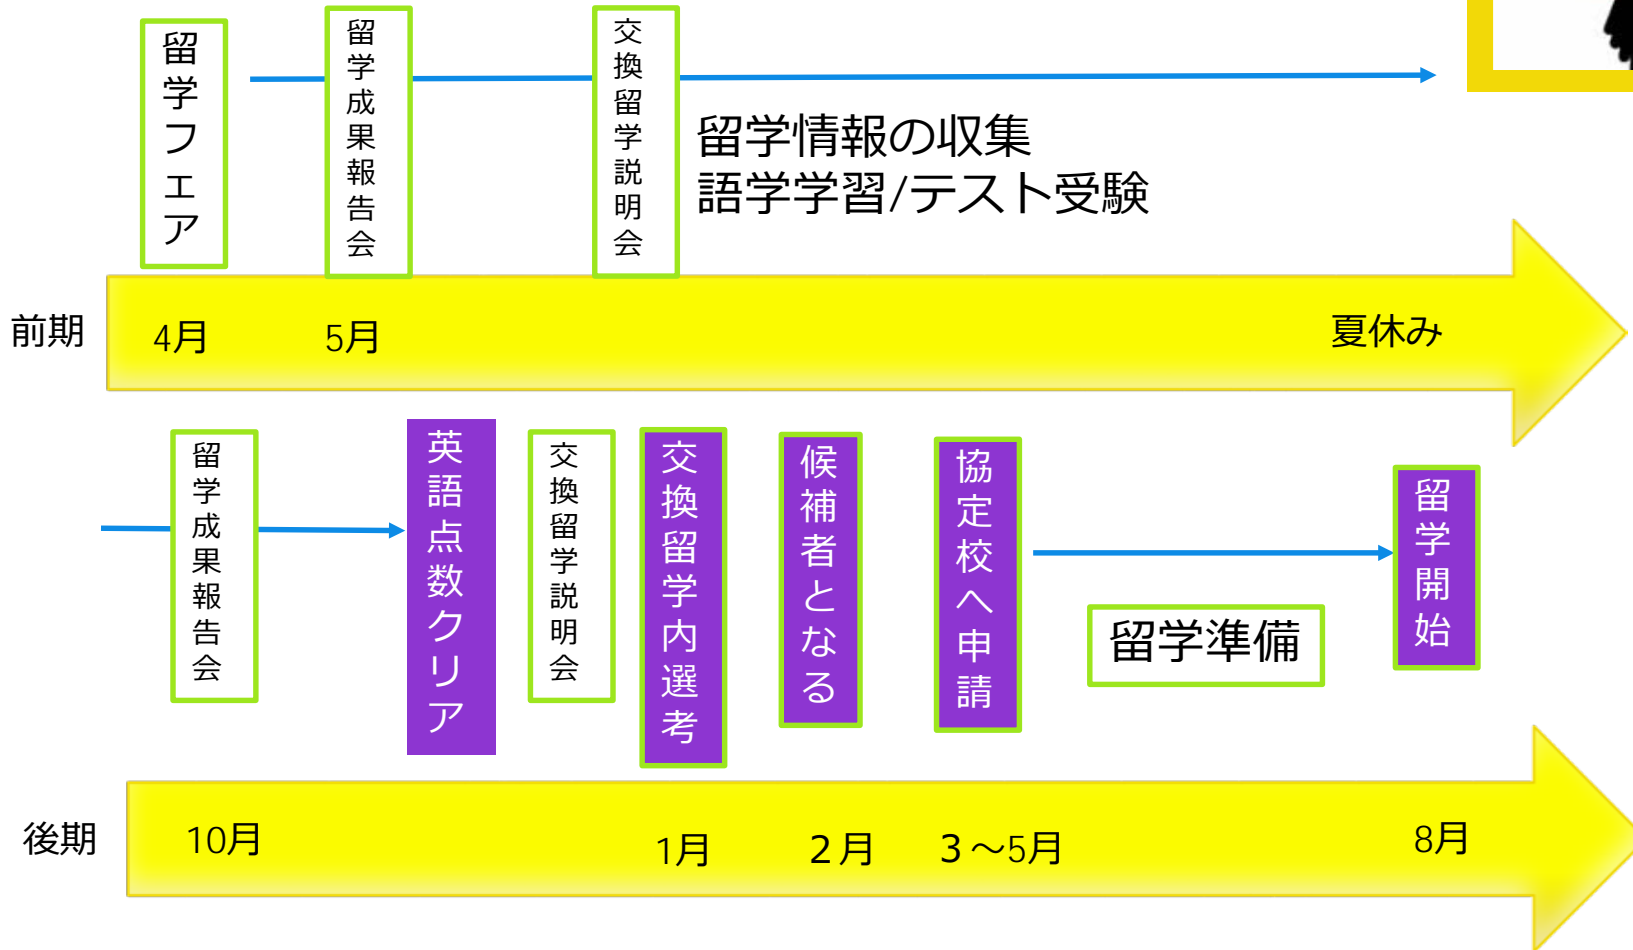 留学フェア
留学成果報告会
交換留学説明会
留学情報の収集
語学学習/テスト受験
前期
4月
5月
夏休み
留学成果報告会
英語点数クリア
交換留学説明会
交換留学内選考
候補者となる
協定校へ申請
留学準備
留学開始
後期
10月
1月
２月
３～5月
8月